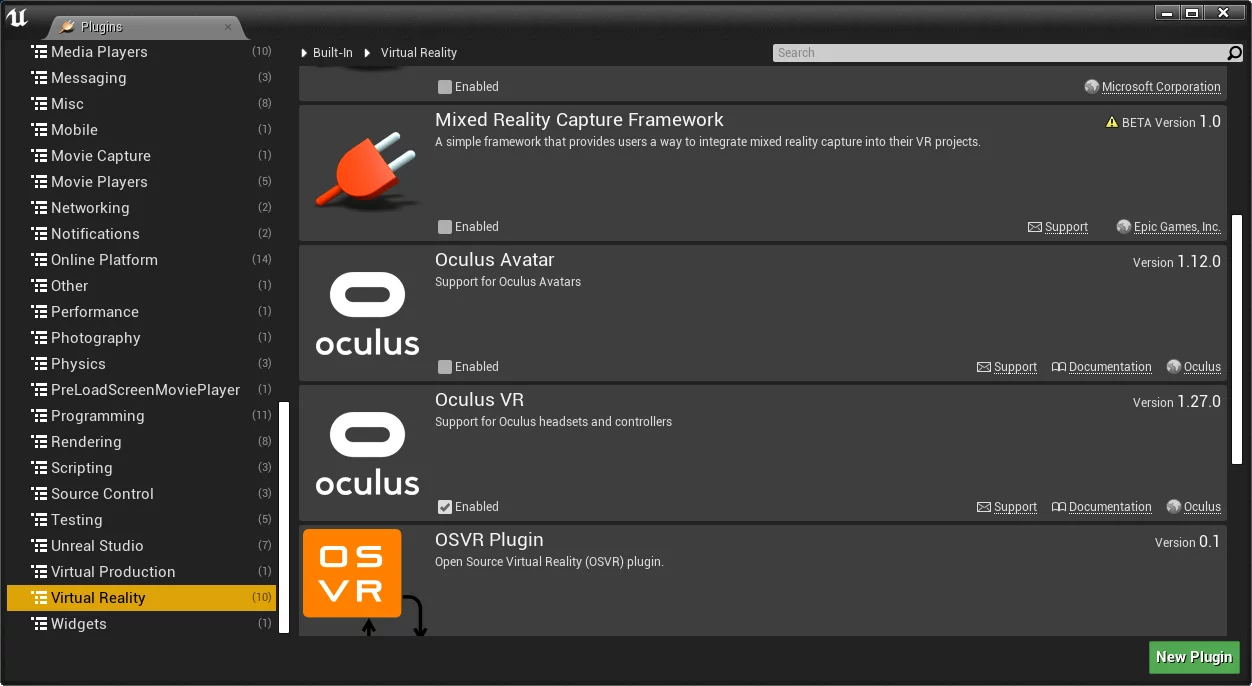 Plugins
Media Players (10)
Messaging (3)
Misc (8)
Mobile (1)
Movie Capture (1)
Movie Players (5)
Networking (2)
Notifications (2)
Online Platform (14)
Other (1)
Performance (1)
Photography (1)
Physics (3)
PreLoadScreenMoviePlayer (1)
Programming (11)
Rendering (8)
Scripting (3)
Source Control (3)
Testing (5)
Unreal Studio (7)
Virtual Production (1)
Virtual Reality (10)
Widgets (1)
Built-In Virtual Reality
Search
Enabled Microsoft Corporation
Mixed Reality Capture Framework BETA Version 1.0
A simple framework that provides users a way to integrate mixed reality capture into their VR projects.
Enabled Support Epic Games, Inc.
Oculus Avatar Version 1.12.0
Support for Oculus Avatars
oculus
Enabled Support Documentation Oculus
Oculus VR Version 1.27.0
Support for Oculus headsets and controllers
oculus
Enabled Support Documentation Oculus
OSVR Plugin Version 0.1
Open Source Virtual Reality (OSVR) plugin.
OS
VR
New Plugin